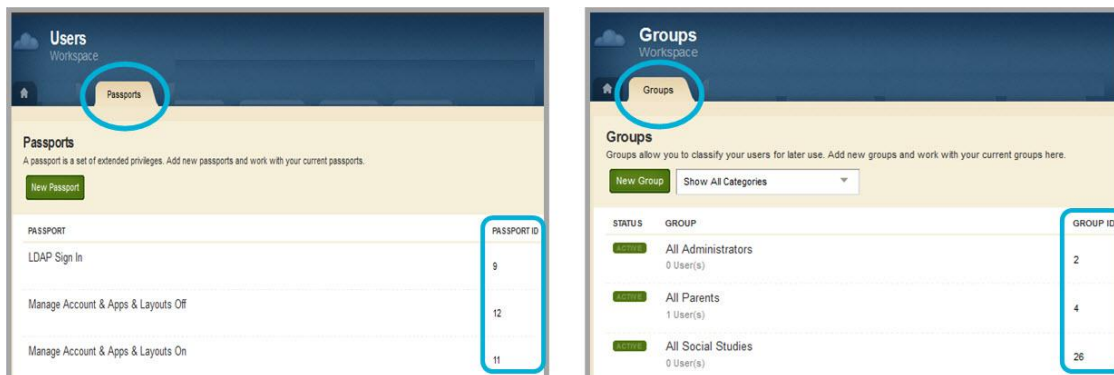 Users
Workspace
Passports
Passports
A passport is a set of extended privileges. Add new passports and work with your current passports.
New Passport
PASSPORT PASSPORT ID
LDAP Sign In 9
Manage Account & Apps & Layouts Off 12
Manage Account & Apps & Layouts On 11
Groups
Workspace
Groups
Groups
Groups allow you to classify your users for later use. Add new groups and work with your current groups here.
New Group Show All Categories
STATUS GROUP GROUP ID
ACTIVE All Administrators 2
0 User(s)
ACTIVE All Parents 4
1 User(s)
ACTIVE All Social Studies 26
0 User(s)